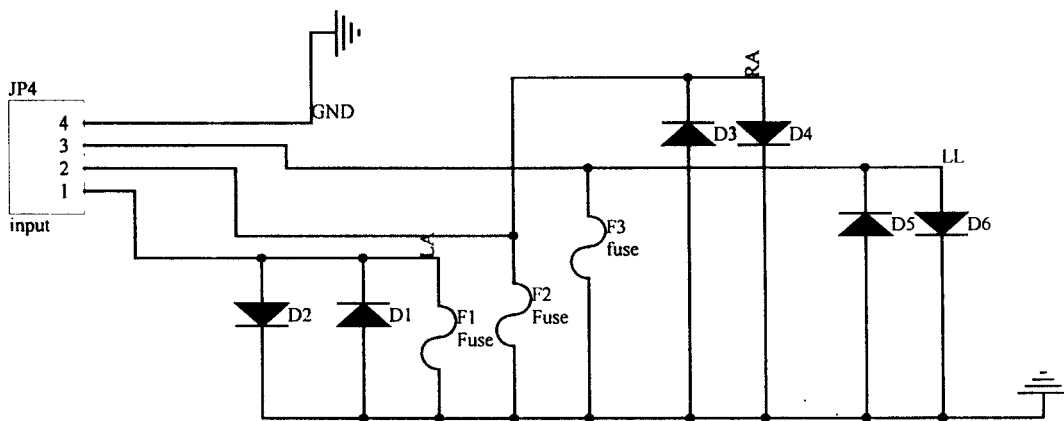 JP4
4
3
2
1
input
GND
RA
D3
D4
LL
D5
D6
LA
F3
fuse
F2
Fuse
F1
Fuse
D2
D1